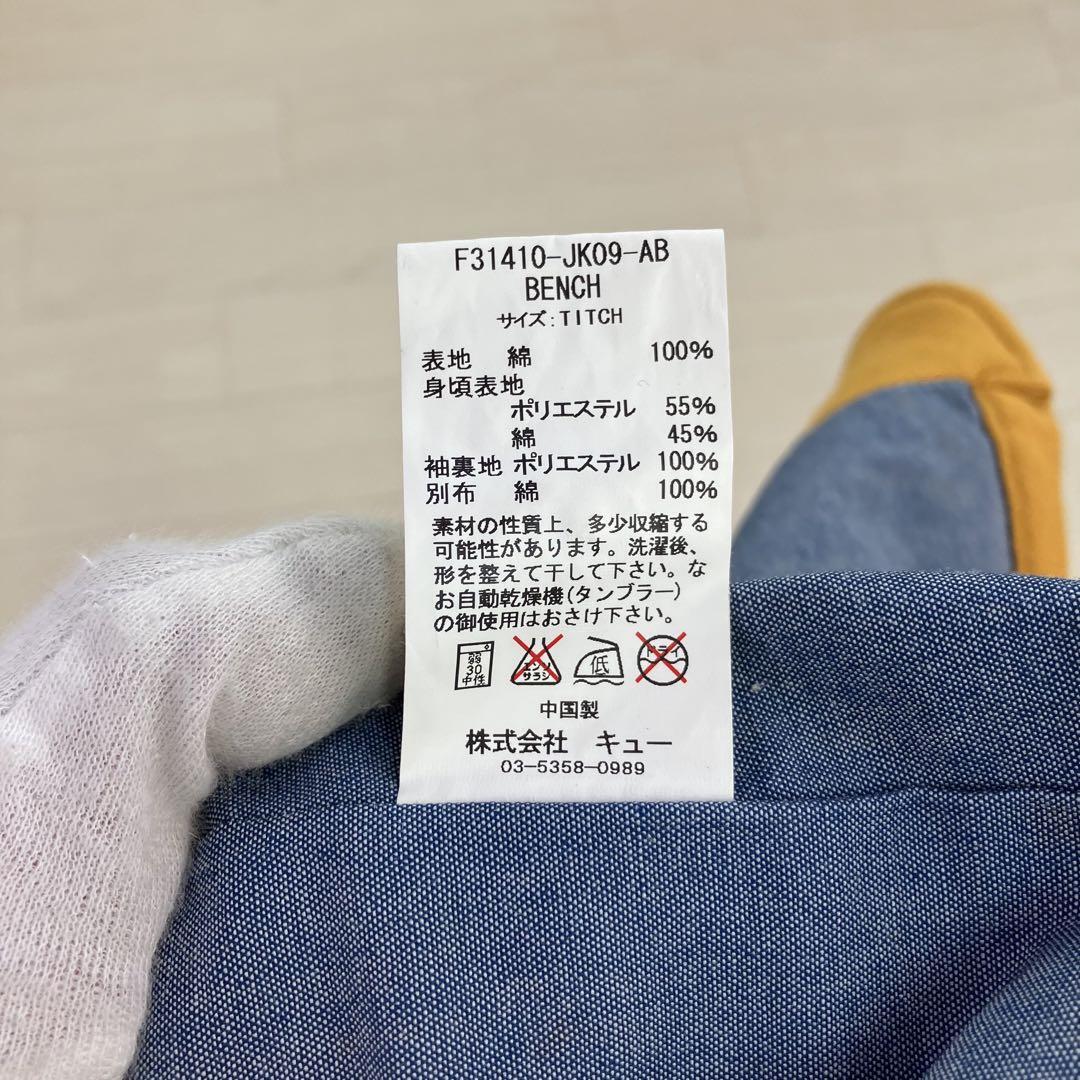 F31410-JK09-AB
BENCH
サイズ:TITCH
表地 綿 100%
身頃表地
ポリエステル 55%
綿 45%
袖裏地 ポリエステル 100%
別布 綿 100%
素材の性質上、多少収縮する
可能性があります。洗濯後、
形を整えて干して下さい。な
お自動乾燥機(タンブラー)
の御使用はおさけ下さい。
弱 30 中性 エンソ サラシ 低 ドライ
中国製
株式会社 キュー
03-5358-0989